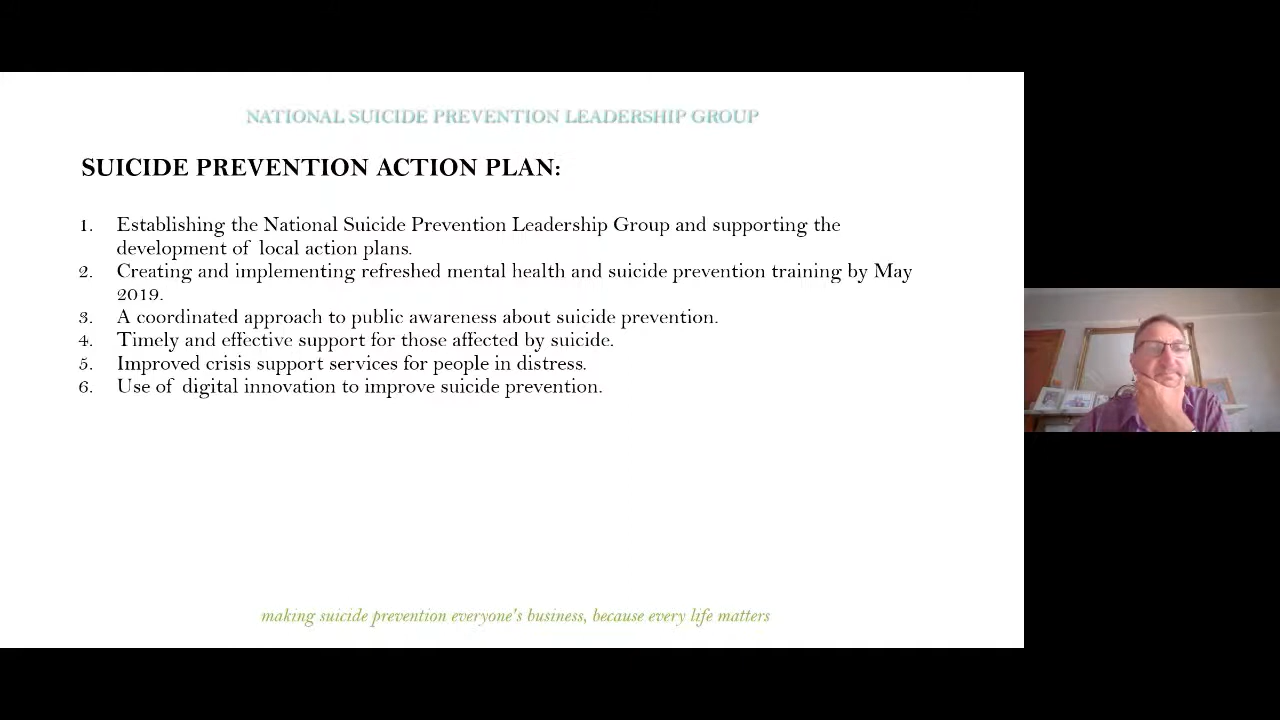 NATIONAL SUICIDE PREVENTION LEADERSHIP GROUP
SUICIDE PREVENTION ACTION PLAN:
1. Establishing the National Suicide Prevention Leadership Group and supporting the
development of local action plans.
2. Creating and implementing refreshed mental health and suicide prevention training by May
2019.
3. A coordinated approach to public awareness about suicide prevention.
4. Timely and effective support for those affected by suicide.
5. Improved crisis support services for people in distress.
6. Use of digital innovation to improve suicide prevention.
making suicide prevention everyone's business, because every life matters